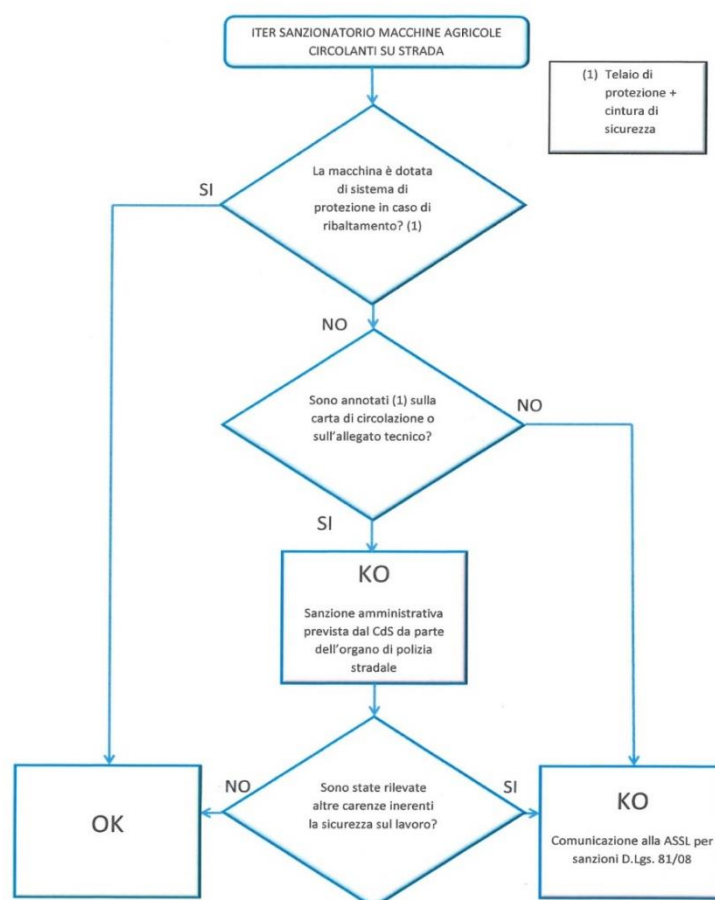 ITER SANZIONATORIO MACCHINE AGRICOLE
CIRCOLANTI SU STRADA
(1) Telaio di
protezione +
cintura di
sicurezza
La macchina è dotata
di sistema di
protezione in caso di
ribaltamento? (1)
SI
NO
Sono annotati (1) sulla
carta di circolazione o
sull'allegato tecnico?
NO
SI
KO
Sanzione amministrativa
prevista dal CdS da parte
dell'organo di polizia
stradale
Sono state rilevate
altre carenze inerenti
la sicurezza sul lavoro?
NO
SI
OK
KO
Comunicazione alla ASSL per
sanzioni D.Lgs. 81/08